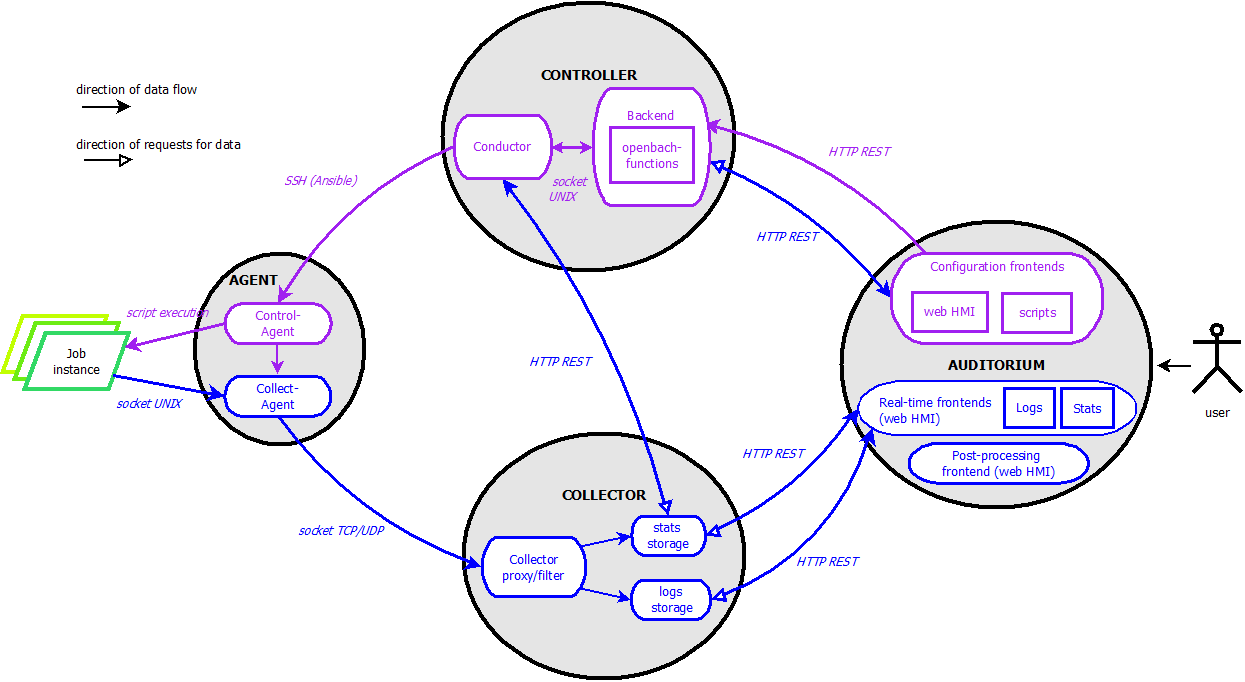 direction of data flow
direction of requests for data
CONTROLLER
Conductor
Backend
openbach-
functions
socket
UNIX
SSH (Ansible)
HTTP REST
HTTP REST
AGENT
Control-
Agent
script execution
Job
instance
socket UNIX
Collect-
Agent
HTTP REST
Configuration frontends
web HMI
scripts
AUDITORIUM
Real-time frontends
(web HMI)
Logs
Stats
Post-processing
frontend (web HMI)
user
HTTP REST
HTTP REST
socket TCP/UDP
COLLECTOR
Collector
proxy/filter
stats
storage
logs
storage